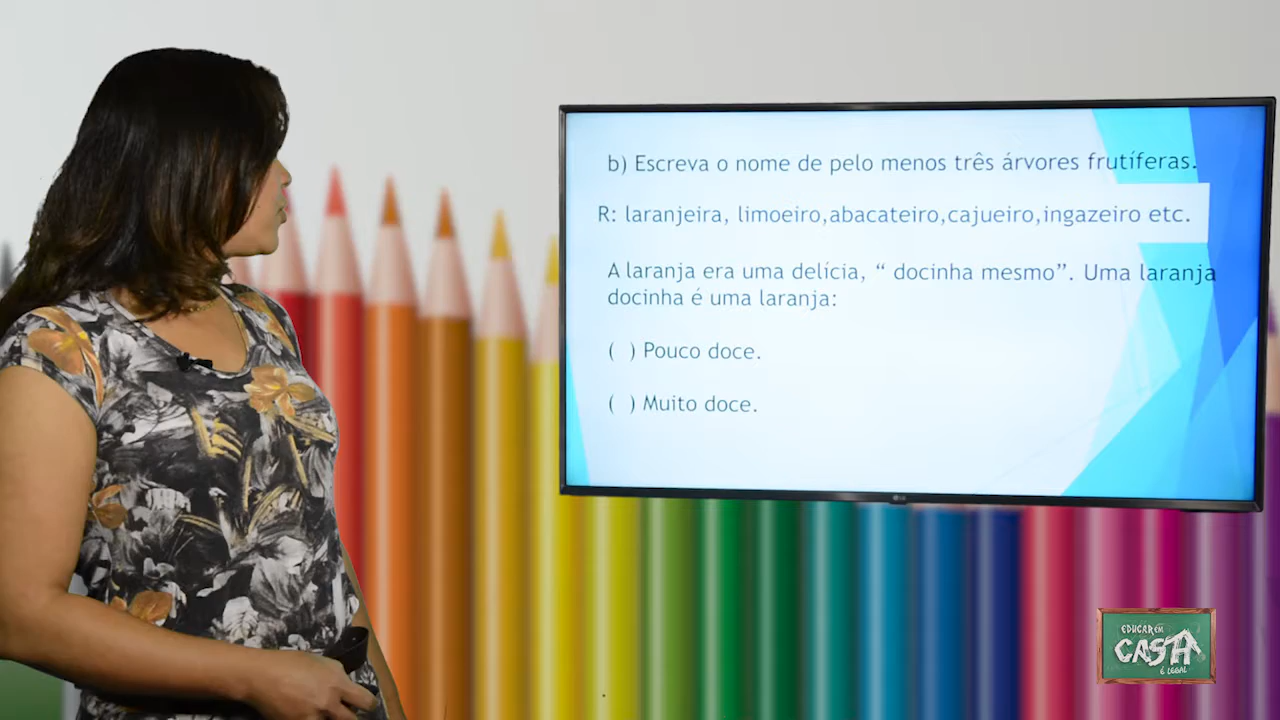 b) Escreva o nome de pelo menos três árvores frutíferas.
R: laranjeira, limoeiro,abacateiro,cajueiro,ingazeiro etc.
A laranja era uma delícia, “ docinha mesmo”. Uma laranja
docinha é uma laranja:
( ) Pouco doce.
( ) Muito doce.
LG
EDUCAR EM
CASA
É LEGAL